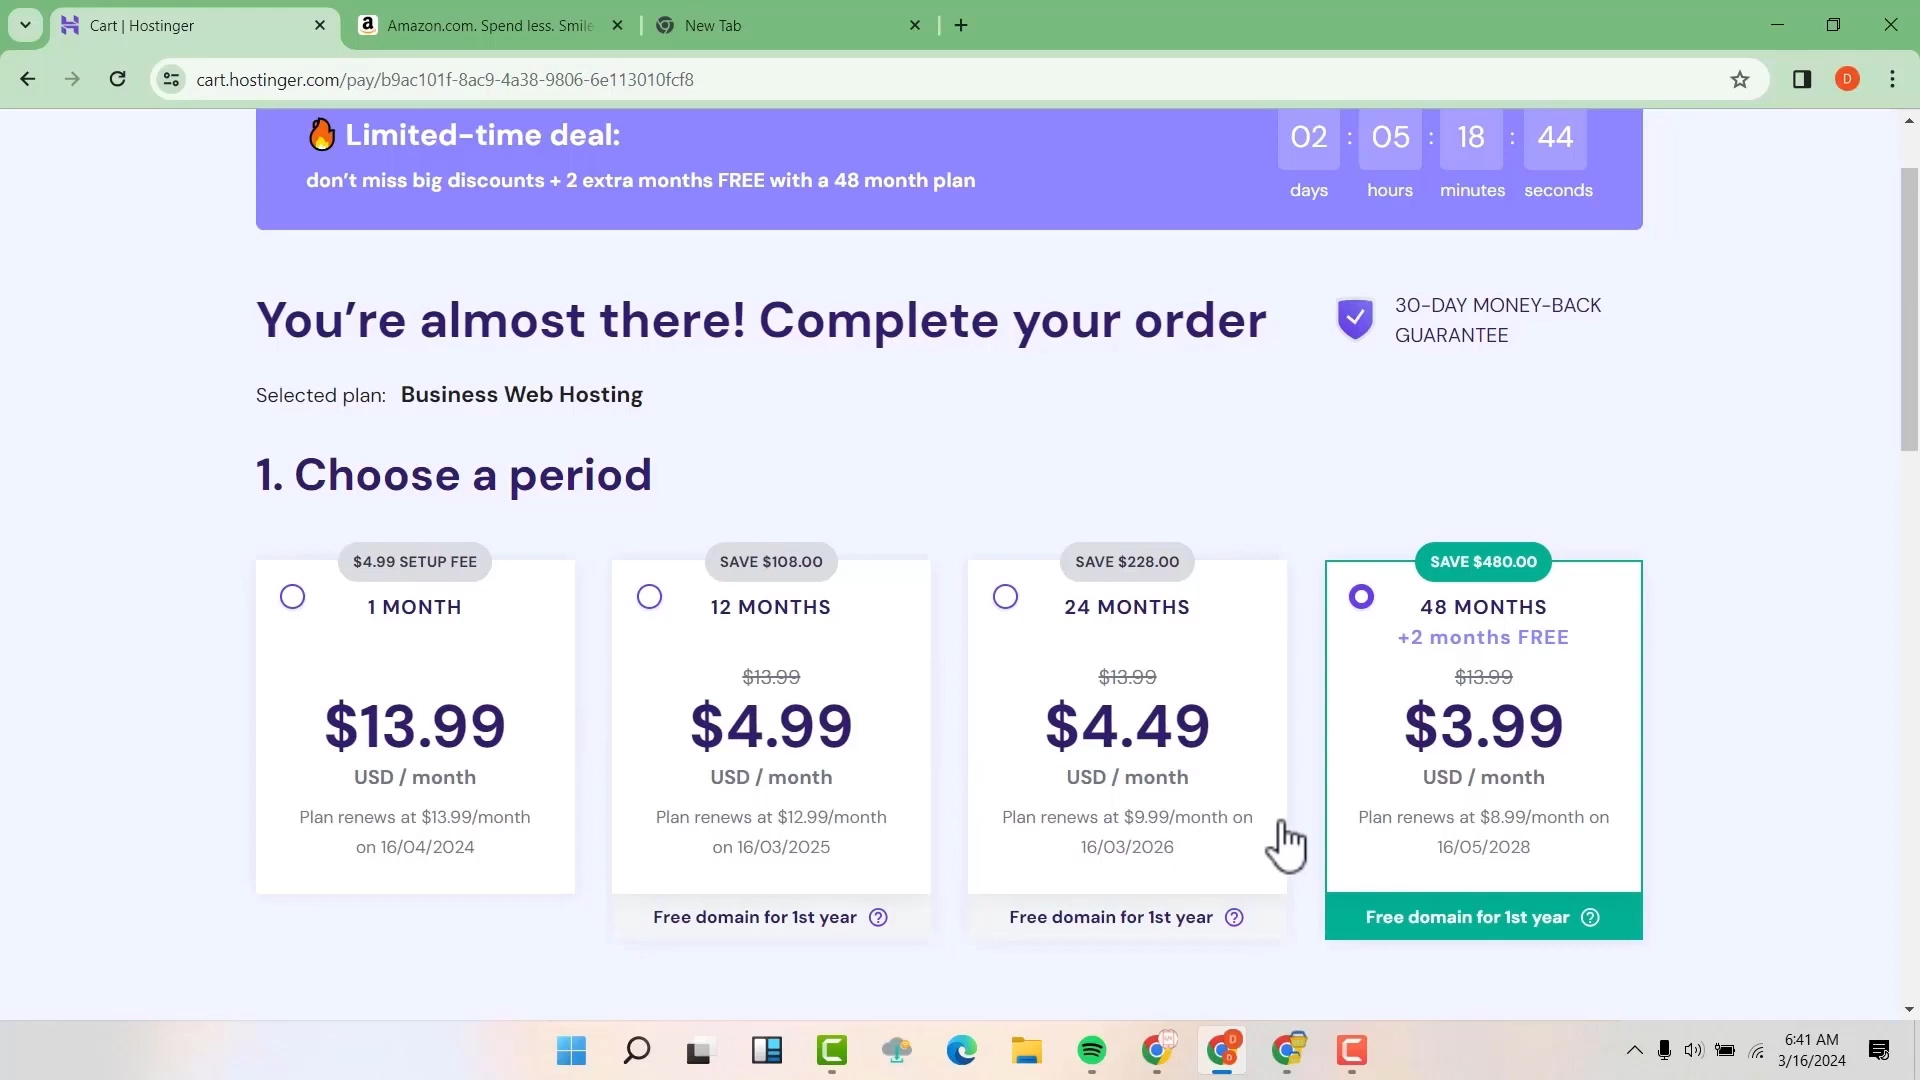 Cart | Hostinger
Amazon.com. Spend less. Smile
New Tab
cart.hostinger.com/pay/b9ac101f-8ac9-4a38-9806-6e113010fcf8
D
Limited-time deal:
don’t miss big discounts + 2 extra months FREE with a 48 month plan
02 : 05 : 18 : 44
days hours minutes seconds
You’re almost there! Complete your order
30-DAY MONEY-BACK
GUARANTEE
Selected plan: Business Web Hosting
1. Choose a period
$4.99 SETUP FEE
1 MONTH
$13.99
USD / month
Plan renews at $13.99/month
on 16/04/2024
SAVE $108.00
12 MONTHS
$13.99
$4.99
USD / month
Plan renews at $12.99/month
on 16/03/2025
Free domain for 1st year
SAVE $228.00
24 MONTHS
$13.99
$4.49
USD / month
Plan renews at $9.99/month on
16/03/2026
Free domain for 1st year
SAVE $480.00
48 MONTHS
+2 months FREE
$13.99
$3.99
USD / month
Plan renews at $8.99/month on
16/05/2028
Free domain for 1st year
6:41 AM
3/16/2024